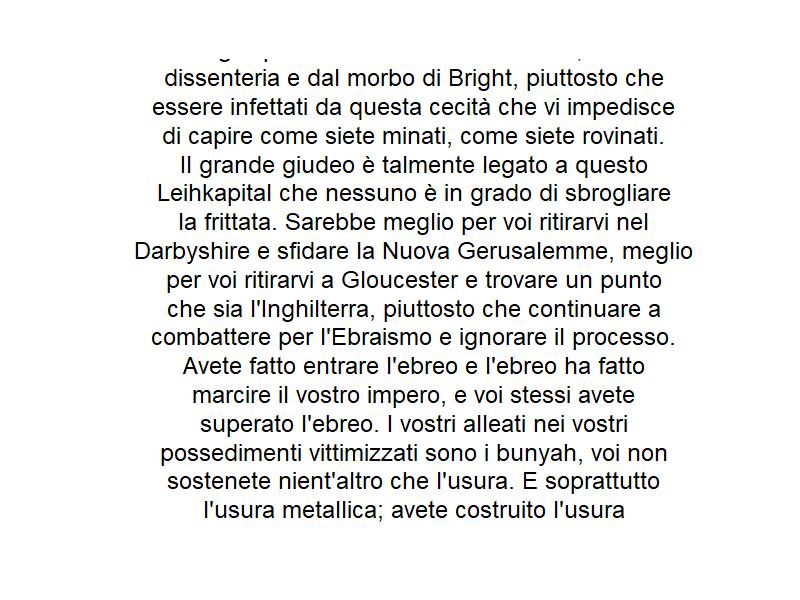 dissenteria e dal morbo di Bright, piuttosto che
essere infettati da questa cecità che vi impedisce
di capire come siete minati, come siete rovinati.
Il grande giudeo è talmente legato a questo
Leihkapital che nessuno è in grado di sbrogliare
la frittata. Sarebbe meglio per voi ritirarvi nel
Darbyshire e sfidare la Nuova Gerusalemme, meglio
per voi ritirarvi a Gloucester e trovare un punto
che sia l'Inghilterra, piuttosto che continuare a
combattere per l'Ebraismo e ignorare il processo.
Avete fatto entrare l'ebreo e l'ebreo ha fatto
marcire il vostro impero, e voi stessi avete
superato l'ebreo. I vostri alleati nei vostri
possedimenti vittimizzati sono i bunyah, voi non
sostenete nient'altro che l'usura. E soprattutto
l'usura metallica; avete costruito l'usura